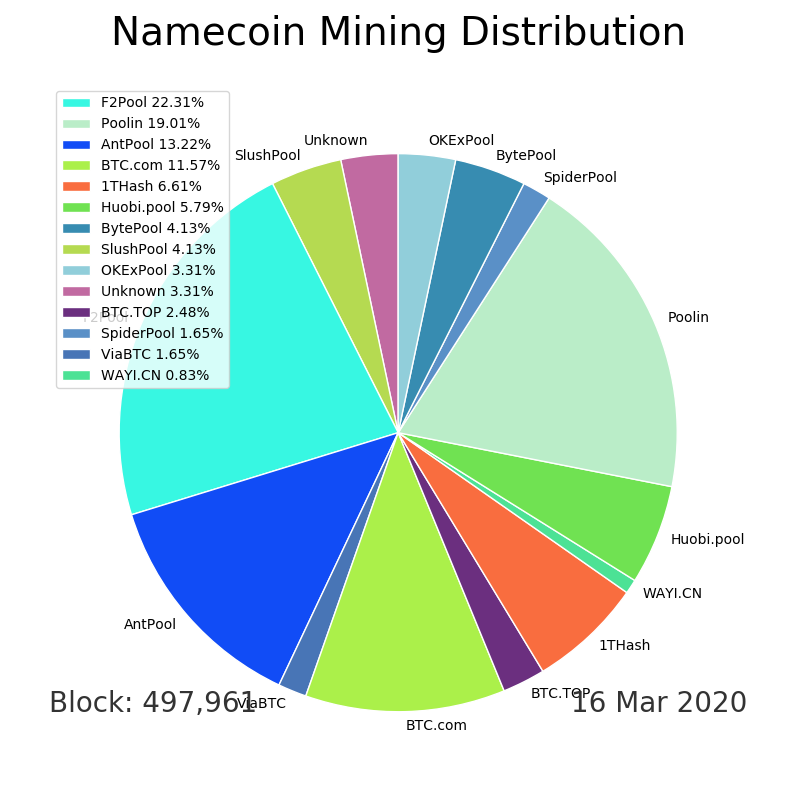 Namecoin Mining Distribution
F2Pool 22.31%
Poolin 19.01%
AntPool 13.22%
BTC.com 11.57%
1THash 6.61%
Huobi.pool 5.79%
BytePool 4.13%
SlushPool 4.13%
OKExPool 3.31%
Unknown 3.31%
BTC.TOP 2.48%
SpiderPool 1.65%
ViaBTC 1.65%
WAYI.CN 0.83%
Unknown
OKExPool
SlushPool
BytePool
SpiderPool
F2Pool
Poolin
Huobi.pool
WAYI.CN
AntPool
1THash
BTC.TOP
ViaBTC
BTC.com
Block: 497,961
16 Mar 2020